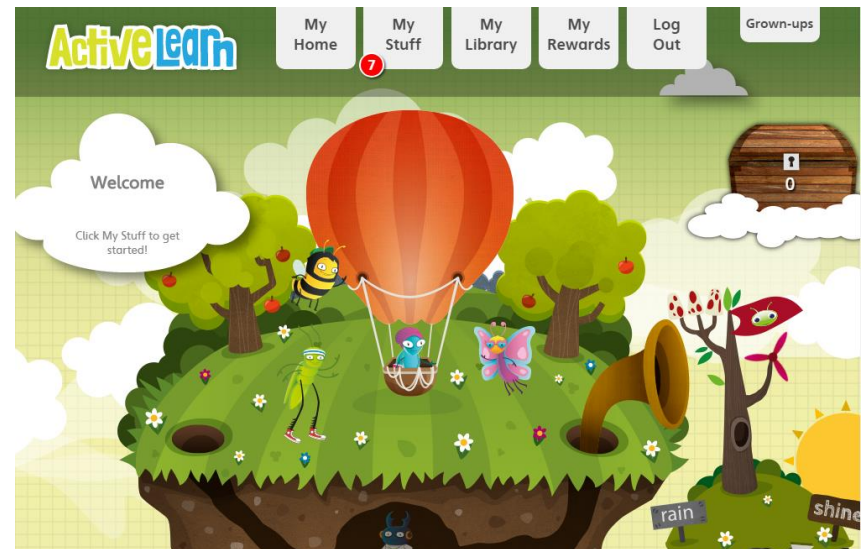 ActiveLearn
My Home
My Stuff
7
My Library
My Rewards
Log Out
Grown-ups
Welcome
Click My Stuff to get
started!
0
rain
shine